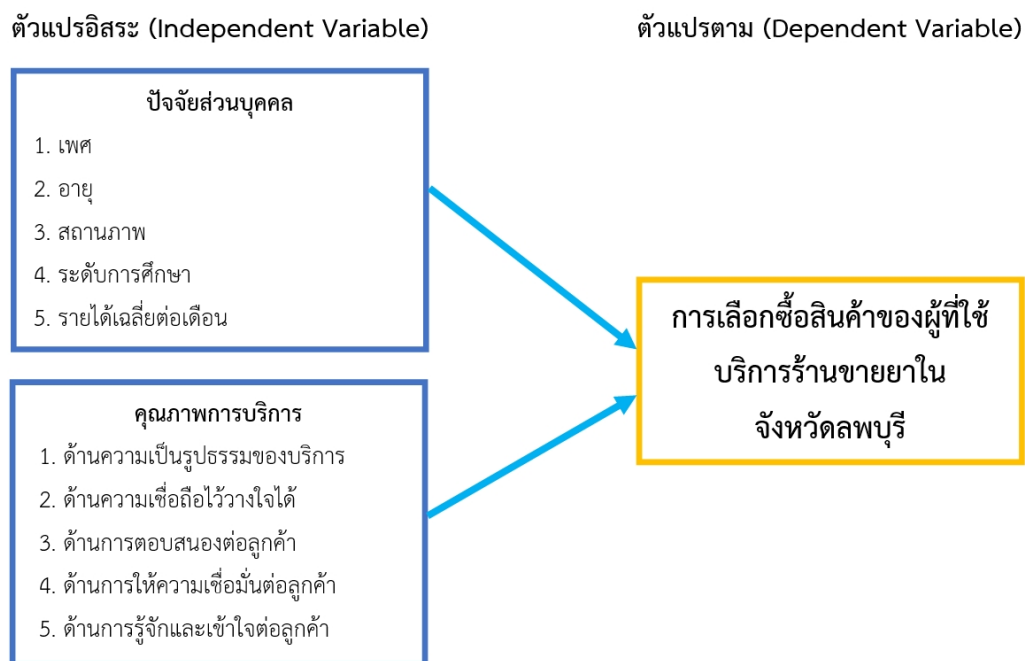 ตัวแปรอิสระ (Independent Variable)
ตัวแปรตาม (Dependent Variable)
ปัจจัยส่วนบุคคล
1. เพศ
2. อายุ
3. สถานภาพ
4. ระดับการศึกษา
5. รายได้เฉลี่ยต่อเดือน
คุณภาพการบริการ
1. ด้านความเป็นรูปธรรมของบริการ
2. ด้านความเชื่อถือไว้วางใจได้
3. ด้านการตอบสนองต่อลูกค้า
4. ด้านการให้ความเชื่อมั่นต่อลูกค้า
5. ด้านการรู้จักและเข้าใจต่อลูกค้า
การเลือกซื้อสินค้าของผู้ที่ใช้
บริการร้านขายยาใน
จังหวัดลพบุรี